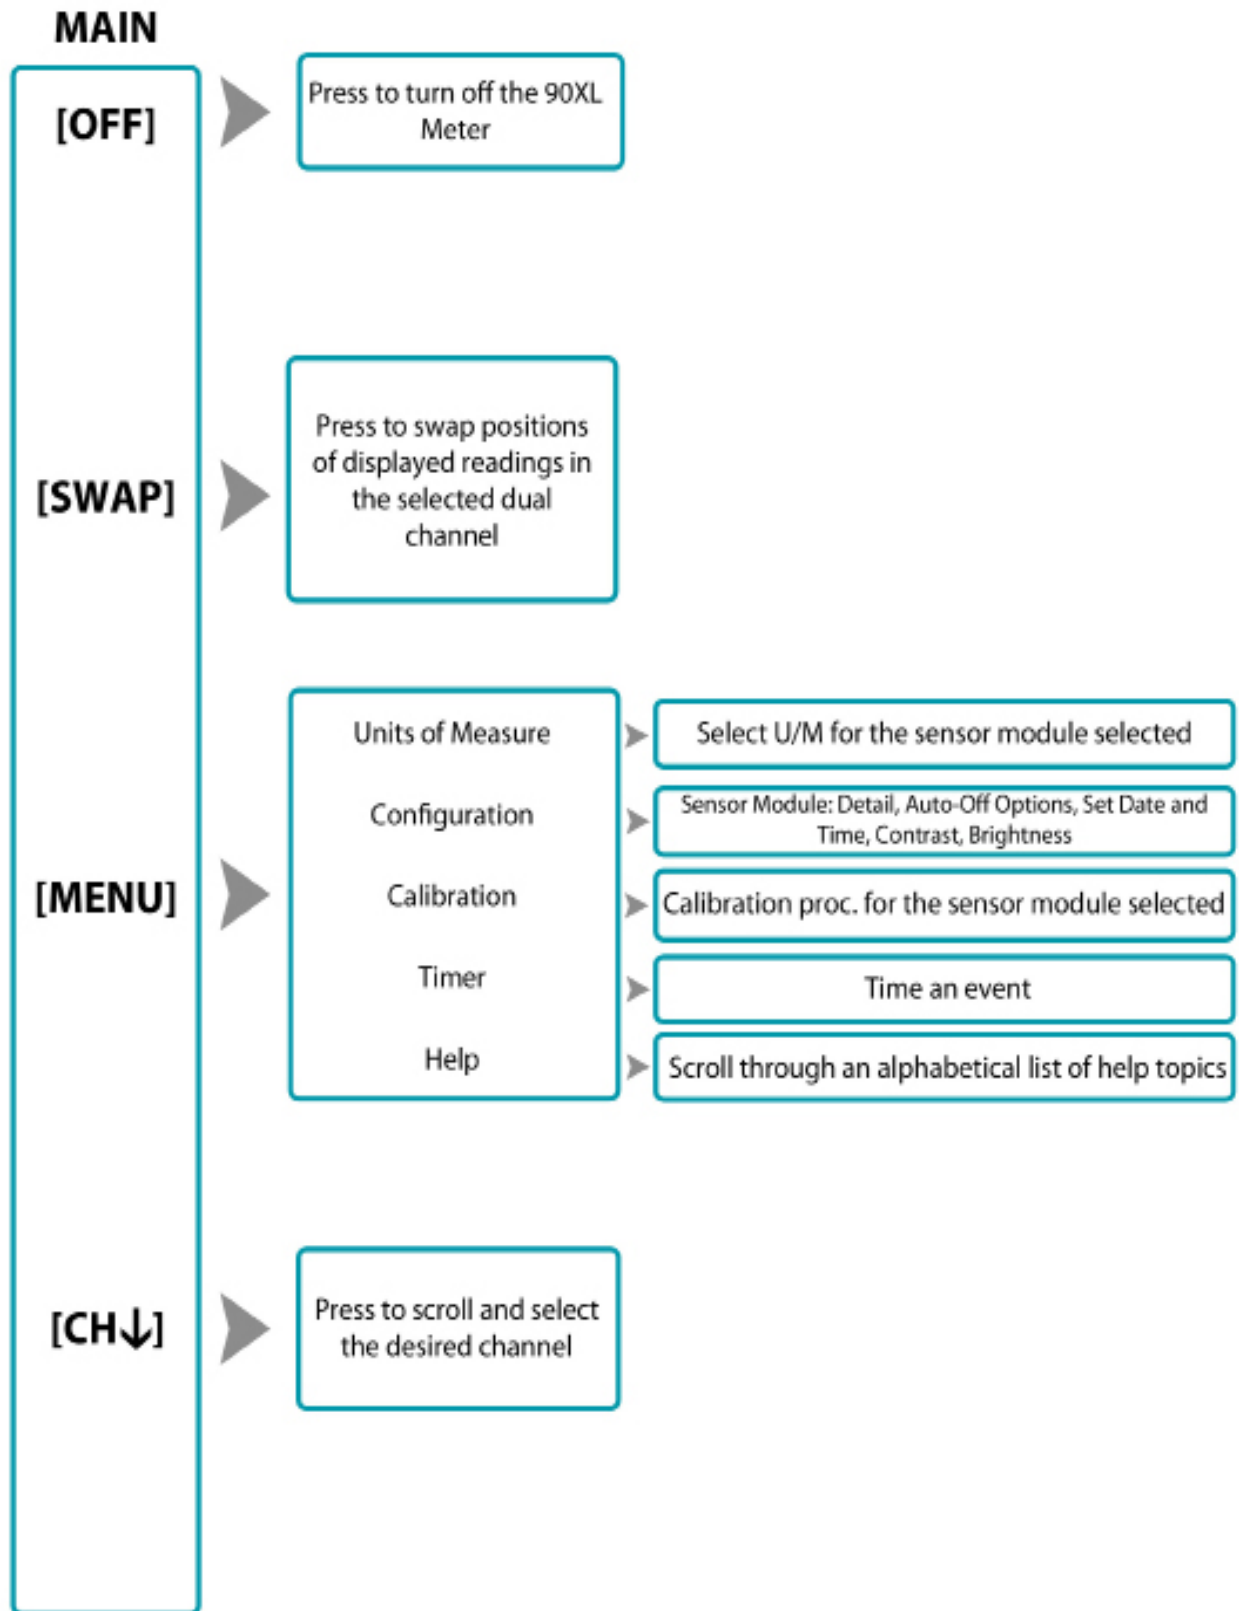 MAIN
[OFF]
Press to turn off the 90XL
Meter
[SWAP]
Press to swap positions
of displayed readings in
the selected dual
channel
[MENU]
Units of Measure
Select U/M for the sensor module selected
Configuration
Sensor Module: Detail, Auto-Off Options, Set Date and
Time, Contrast, Brightness
Calibration
Calibration proc. for the sensor module selected
Timer
Time an event
Help
Scroll through an alphabetical list of help topics
[CH↓]
Press to scroll and select
the desired channel